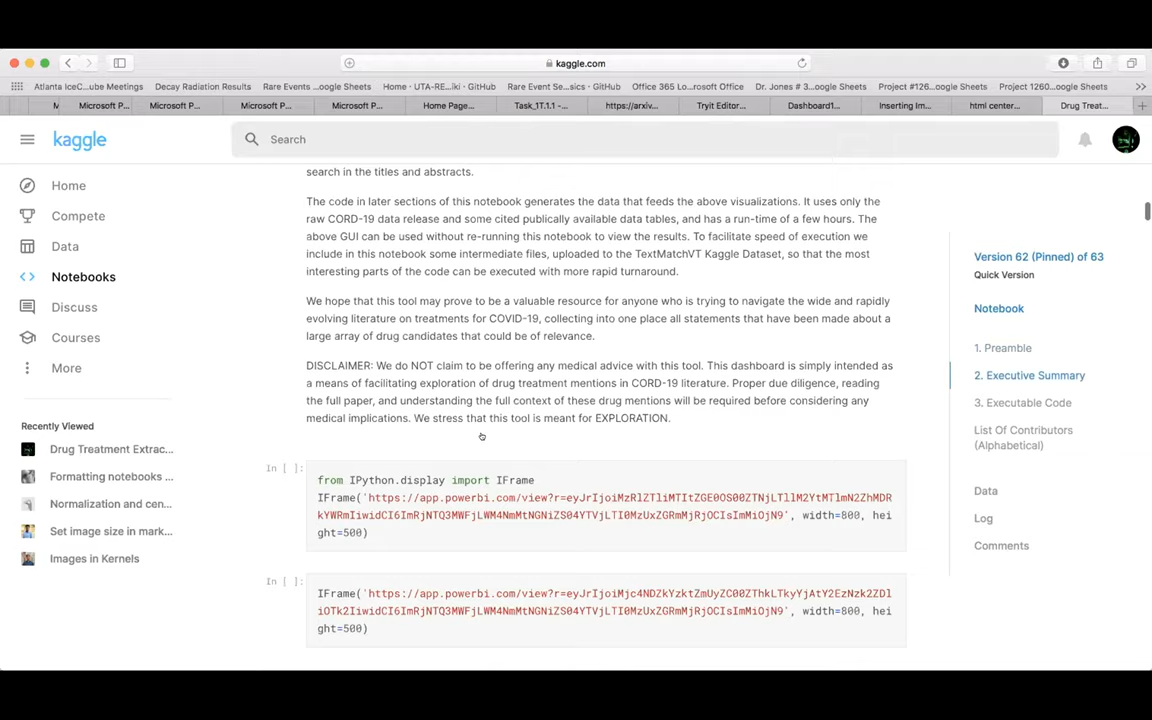 kaggle.com
Atlanta IceC...ube Meetings
Decay Radiation Results
Rare Events ...oogle Sheets
Home · UTA-RE...iki · GitHub
Rare Event Se...sics · GitHub
Office 365 Lo...rosoft Office
Dr. Jones # 3...oogle Sheets
Project #126...oogle Sheets
Project 1260...oogle Sheets
M
Microsoft P...
Microsoft P...
Microsoft P...
Microsoft P...
Home Page...
Task_1T.1.1 -...
https://arxiv...
Tryit Editor...
Dashboard1...
Inserting Im...
html center...
Drug Treat...
kaggle
Search
Home
Compete
Data
Notebooks
Discuss
Courses
More
Recently Viewed
Drug Treatment Extrac...
Formatting notebooks ...
Normalization and cen...
Set image size in mark...
Images in Kernels
search in the titles and abstracts.
The code in later sections of this notebook generates the data that feeds the above visualizations. It uses only the
raw CORD-19 data release and some cited publically available data tables, and has a run-time of a few hours. The
above GUI can be used without re-running this notebook to view the results. To facilitate speed of execution we
include in this notebook some intermediate files, uploaded to the TextMatchVT Kaggle Dataset, so that the most
interesting parts of the code can be executed with more rapid turnaround.
We hope that this tool may prove to be a valuable resource for anyone who is trying to navigate the wide and rapidly
evolving literature on treatments for COVID-19, collecting into one place all statements that have been made about a
large array of drug candidates that could be of relevance.
DISCLAIMER: We do NOT claim to be offering any medical advice with this tool. This dashboard is simply intended as
a means of facilitating exploration of drug treatment mentions in CORD-19 literature. Proper due diligence, reading
the full paper, and understanding the full context of these drug mentions will be required before considering any
medical implications. We stress that this tool is meant for EXPLORATION.
In [ ]:
from IPython.display import IFrame
IFrame('https://app.powerbi.com/view?r=eyJrIjoiMzRlZTliMTItZGE0OS00ZTNjLTllM2YtMTlmN2ZhMDR
kYWRmIiwidCI6ImRjNTQ3MWFjLWM4NmMtNGNiZS04YTVjLTI0MzUxZGRmMjRjOCIsImMiOjN9', width=800, hei
ght=500)
In [ ]:
IFrame('https://app.powerbi.com/view?r=eyJrIjoiMjc4NDZkYzktZmUyZC00ZThkLTkyYjAtY2EzNzk2ZDl
iOTk2IiwidCI6ImRjNTQ3MWFjLWM4NmMtNGNiZS04YTVjLTI0MzUxZGRmMjRjOCIsImMiOjN9', width=800, hei
ght=500)
Version 62 (Pinned) of 63
Quick Version
Notebook
1. Preamble
2. Executive Summary
3. Executable Code
List Of Contributors
(Alphabetical)
Data
Log
Comments